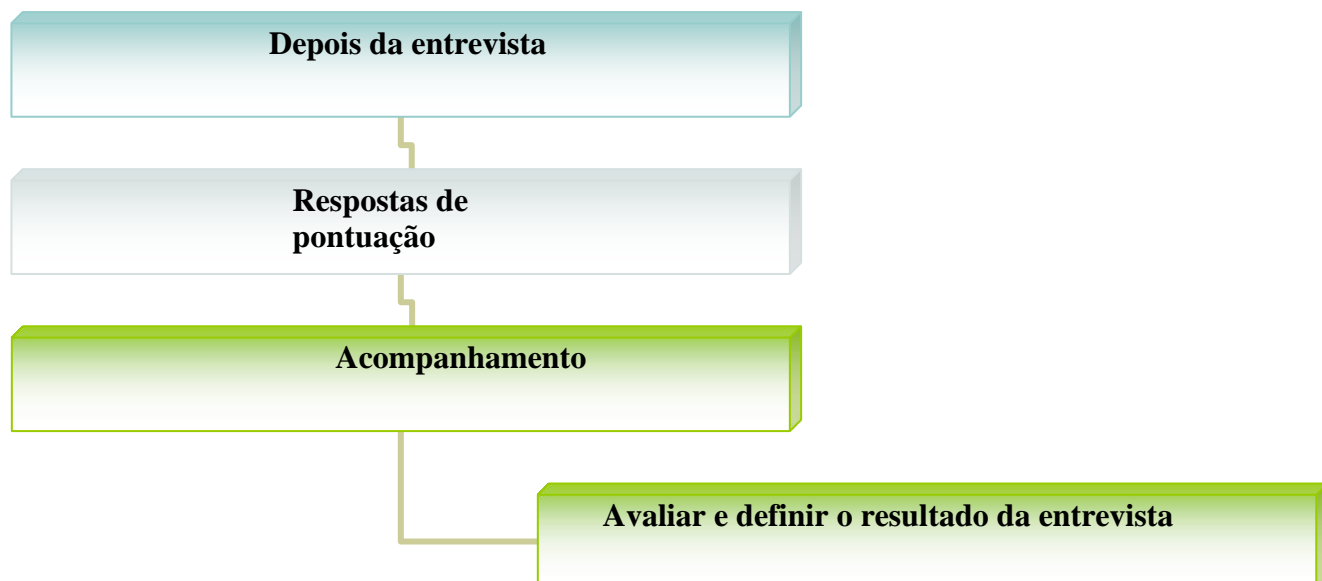 Depois da entrevista
Respostas de
pontuação
Acompanhamento
Avaliar e definir o resultado da entrevista